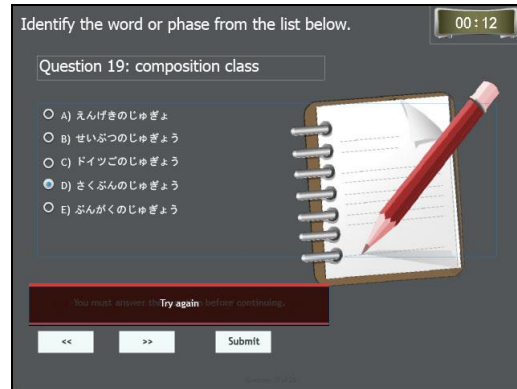 Identify the word or phase from the list below.
00:12
Question 19: composition class
A) えんげきのじゅぎょ
B) せいぶつのじゅぎょう
C) ドイツごのじゅぎょう
D) さくぶんのじゅぎょう
E) ぶんがくのじゅぎょう
You must answer the before continuing.
Try again
<< >> Submit